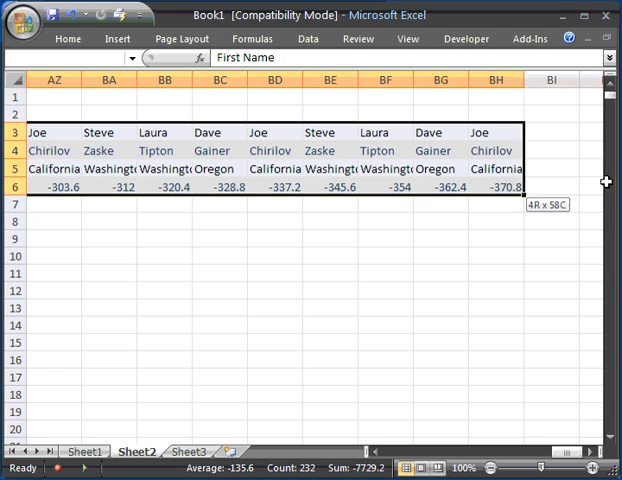 Book1 [Compatibility Mode] - Microsoft Excel
Home Insert Page Layout Formulas Data Review View Developer Add-Ins
fx First Name
AZ BA BB BC BD BE BF BG BH BI
1
2
3 Joe Steve Laura Dave Joe Steve Laura Dave Joe
4 Chirilov Zaske Tipton Gainer Chirilov Zaske Tipton Gainer Chirilov
5 California Washingt Washingt Oregon California Washingt Washingt Oregon California
6 -303.6 -312 -320.4 -328.8 -337.2 -345.6 -354 -362.4 -370.8
7 4R x 58C
8
9
10
11
12
13
14
15
16
17
18
19
20
Sheet1 Sheet2 Sheet3
Ready Average: -135.6 Count: 232 Sum: -7729.2 100%